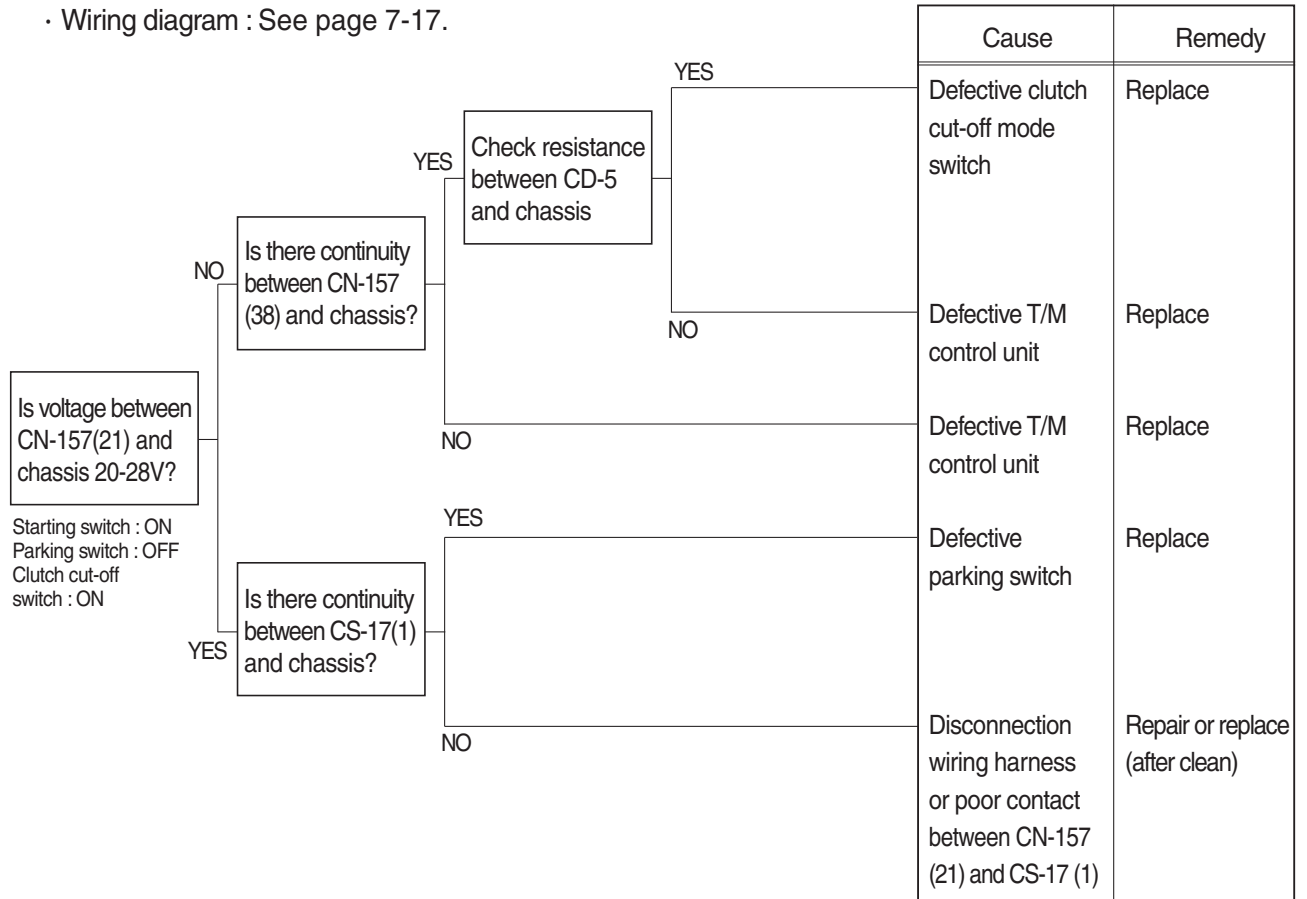 · Wiring diagram : See page 7-17.
Cause
Remedy
YES
Defective clutch
cut-off mode
switch
Replace
YES
Check resistance
between CD-5
and chassis
NO
Is there continuity
between CN-157
(38) and chassis?
NO
Defective T/M
control unit
Replace
Is voltage between
CN-157(21) and
chassis 20-28V?
NO
Defective T/M
control unit
Replace
Starting switch : ON
Parking switch : OFF
Clutch cut-off
switch : ON
YES
Defective
parking switch
Replace
YES
Is there continuity
between CS-17(1)
and chassis?
NO
Disconnection
wiring harness
or poor contact
between CN-157
(21) and CS-17 (1)
Repair or replace
(after clean)